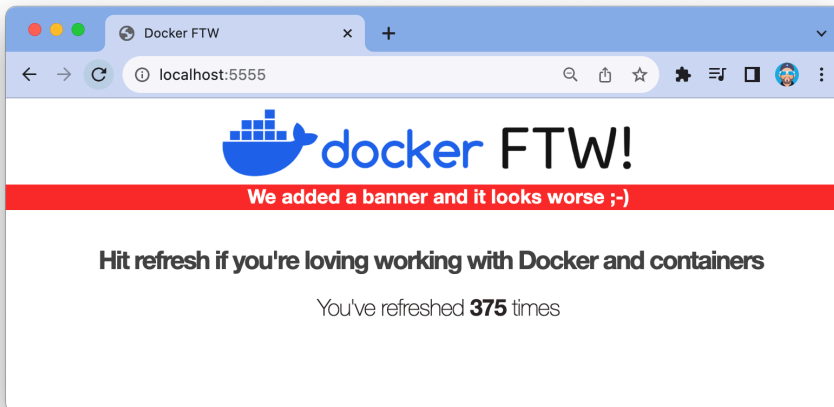 Docker FTW
localhost:5555
docker FTW!
We added a banner and it looks worse ;-)
Hit refresh if you're loving working with Docker and containers
You've refreshed 375 times